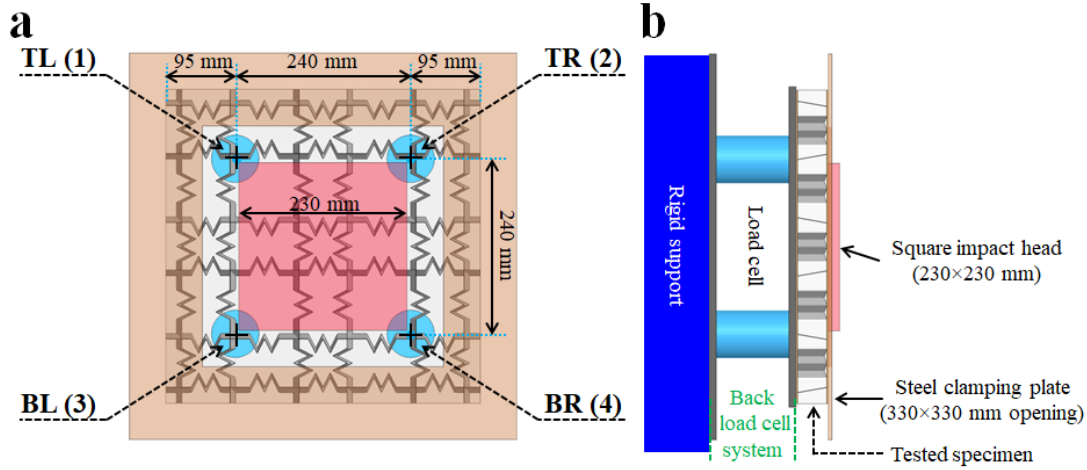 a
TL (1)
TR (2)
95 mm
240 mm
95 mm
230 mm
240 mm
BL (3)
BR (4)
b
Rigid support
Load cell
Square impact head
(230×230 mm)
Steel clamping plate
(330×330 mm opening)
Back
load cell
system
Tested specimen